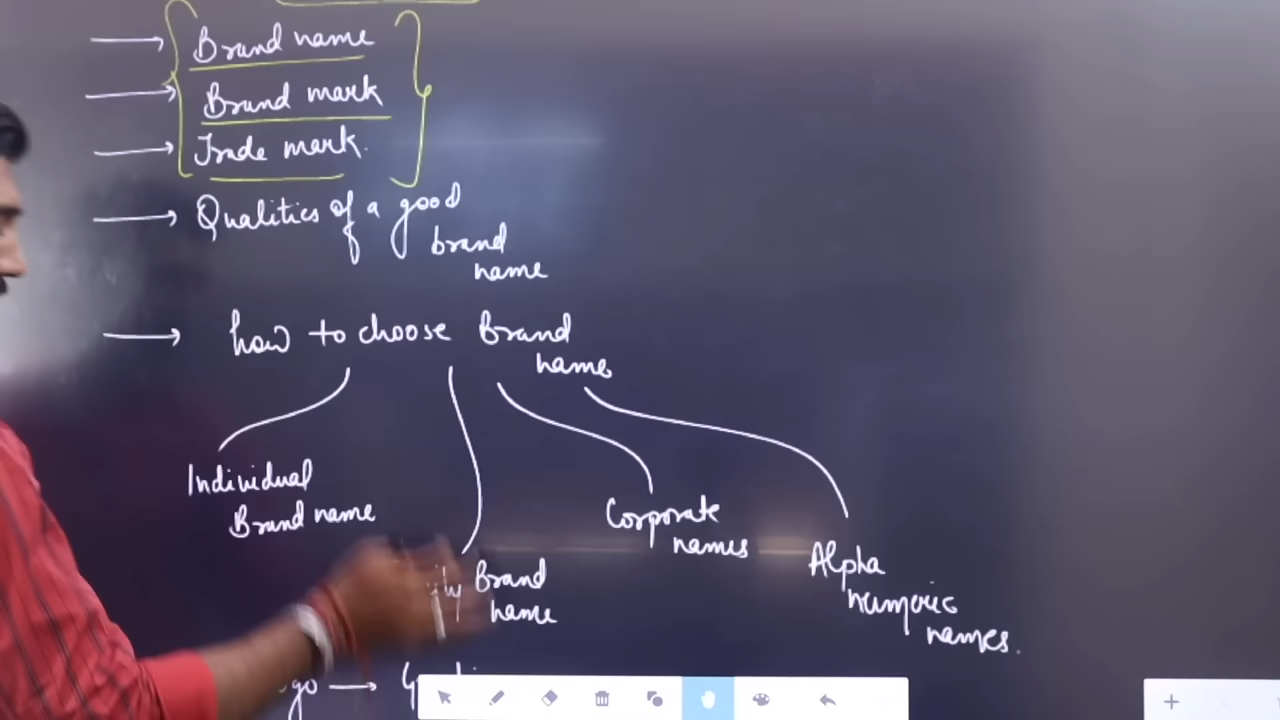 Brand name
Brand mark
Trade mark.
Qualities of a good
brand
name
how to choose Brand
name
Individual
Brand name
Corporate
names
Brand
name
Alpha
numeric
names.